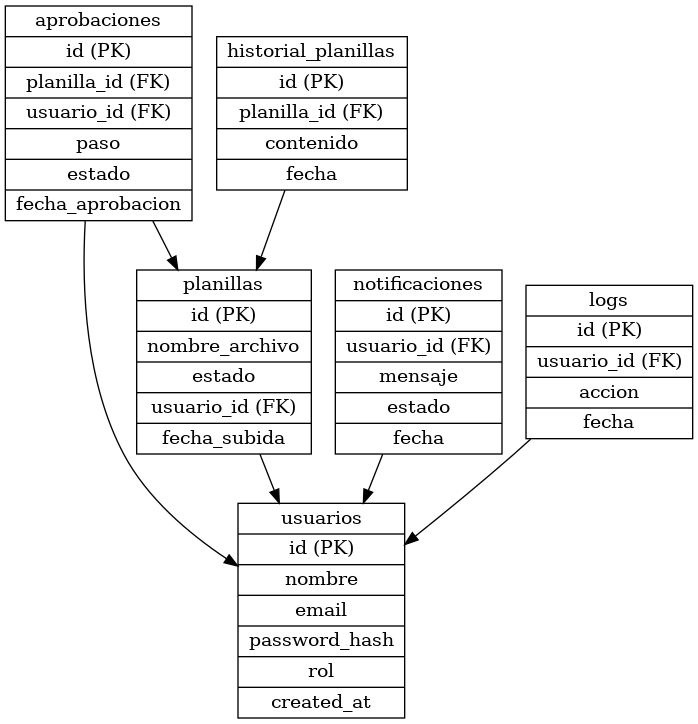 aprobaciones
id (PK)
planilla_id (FK)
usuario_id (FK)
paso
estado
fecha_aprobacion
historial_planillas
id (PK)
planilla_id (FK)
contenido
fecha
planillas
id (PK)
nombre_archivo
estado
usuario_id (FK)
fecha_subida
notificaciones
id (PK)
usuario_id (FK)
mensaje
estado
fecha
logs
id (PK)
usuario_id (FK)
accion
fecha
usuarios
id (PK)
nombre
email
password_hash
rol
created_at